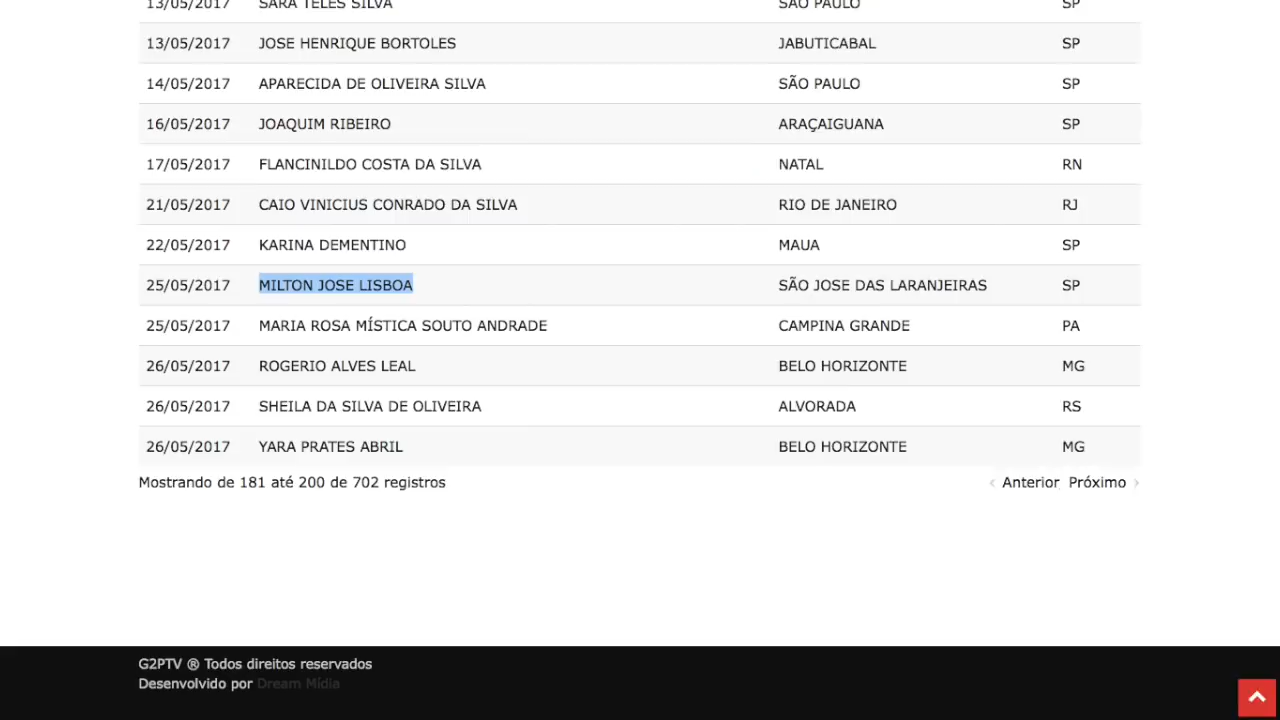 13/05/2017 SARA TELES SILVA SÃO PAULO SP
13/05/2017 JOSE HENRIQUE BORTOLES JABUTICABAL SP
14/05/2017 APARECIDA DE OLIVEIRA SILVA SÃO PAULO SP
16/05/2017 JOAQUIM RIBEIRO ARAÇAIGUANA SP
17/05/2017 FLANCINILDO COSTA DA SILVA NATAL RN
21/05/2017 CAIO VINICIUS CONRADO DA SILVA RIO DE JANEIRO RJ
22/05/2017 KARINA DEMENTINO MAUA SP
25/05/2017 MILTON JOSE LISBOA SÃO JOSE DAS LARANJEIRAS SP
25/05/2017 MARIA ROSA MÍSTICA SOUTO ANDRADE CAMPINA GRANDE PA
26/05/2017 ROGERIO ALVES LEAL BELO HORIZONTE MG
26/05/2017 SHEILA DA SILVA DE OLIVEIRA ALVORADA RS
26/05/2017 YARA PRATES ABRIL BELO HORIZONTE MG
Mostrando de 181 até 200 de 702 registros ‹ Anterior Próximo ›
G2PTV ® Todos direitos reservados
Desenvolvido por Dream Mídia